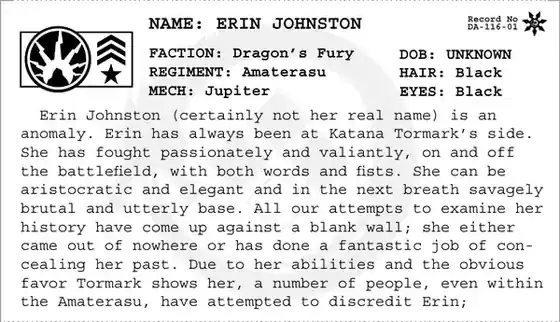 NAME: ERIN JOHNSTON
Record No
DA-116-01
FACTION: Dragon's Fury
DOB: UNKNOWN
REGIMENT: Amaterasu
HAIR: Black
MECH: Jupiter
EYES: Black
Erin Johnston (certainly not her real name) is an
anomaly. Erin has always been at Katana Tormark's side.
She has fought passionately and valiantly, on and off
the battlefield, with both words and fists. She can be
aristocratic and elegant and in the next breath savagely
brutal and utterly base. All our attempts to examine her
history have come up against a blank wall; she either
came out of nowhere or has done a fantastic job of con-
cealing her past. Due to her abilities and the obvious
favor Tormark shows her, a number of people, even within
the Amaterasu, have attempted to discredit Erin;